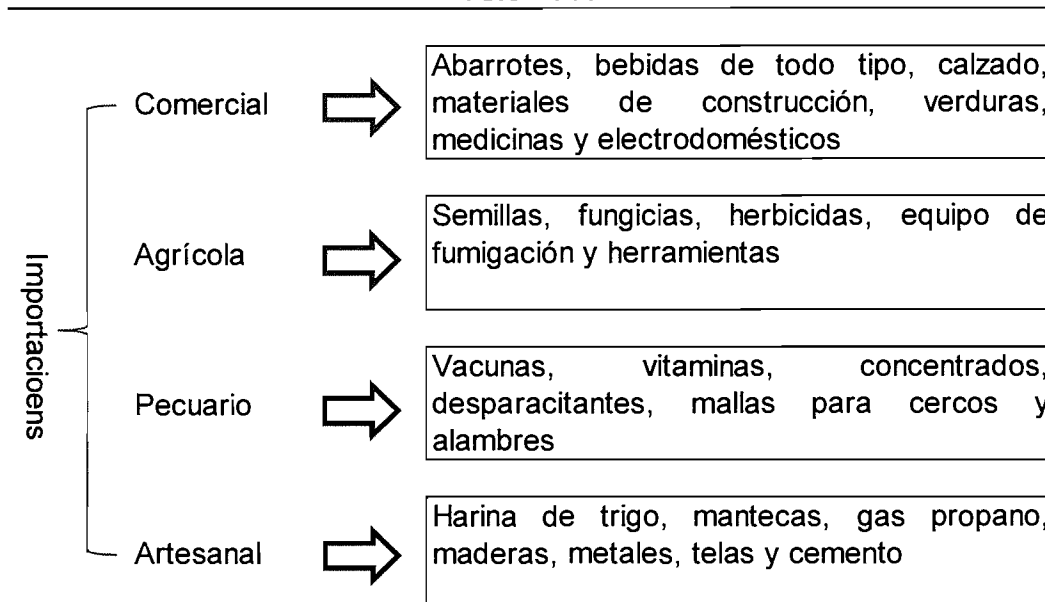 Importacioens
Comercial
Abarrotes, bebidas de todo tipo, calzado,
materiales de construcción, verduras,
medicinas y electrodomésticos
Agrícola
Semillas, fungicias, herbicidas, equipo de
fumigación y herramientas
Pecuario
Vacunas, vitaminas, concentrados,
desparacitantes, mallas para cercos y
alambres
Artesanal
Harina de trigo, mantecas, gas propano,
maderas, metales, telas y cemento